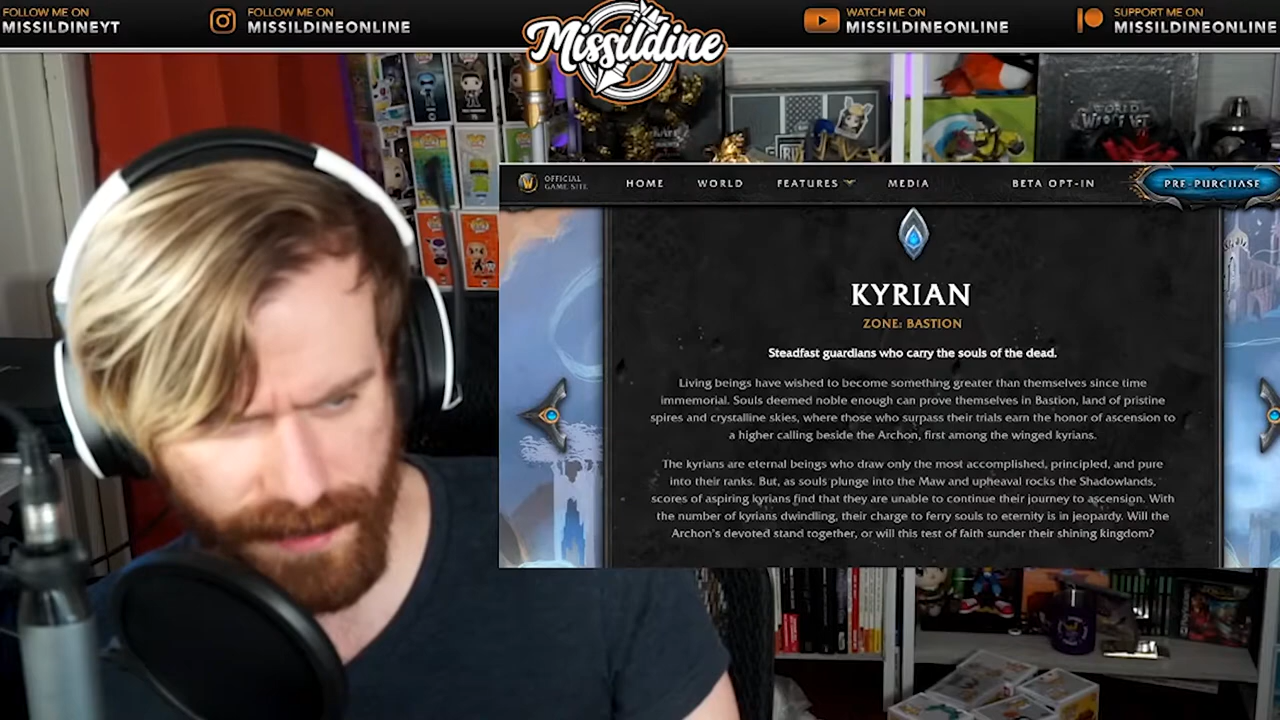 FOLLOW ME ON
MISSILDINEYT
FOLLOW ME ON
MISSILDINEONLINE
Missildine
WATCH ME ON
MISSILDINEONLINE
SUPPORT ME ON
MISSILDINEONLINE
WORLD
WARCRAFT
FURY
OFFICIAL
GAME SITE
HOME
WORLD
FEATURES
MEDIA
BETA OPT-IN
PRE-PURCHASE
KYRIAN
ZONE: BASTION
Steadfast guardians who carry the souls of the dead.
Living beings have wished to become something greater than themselves since time
immemorial. Souls deemed noble enough can prove themselves in Bastion, land of pristine
spires and crystalline skies, where those who surpass their trials earn the honor of ascension to
a higher calling beside the Archon, first among the winged kyrians.
The kyrians are eternal beings who draw only the most accomplished, principled, and pure
into their ranks. But, as souls plunge into the Maw and upheaval rocks the Shadowlands,
scores of aspiring kyrians find that they are unable to continue their journey to ascension. With
the number of kyrians dwindling, their charge to ferry souls to eternity is in jeopardy. Will the
Archon's devoted stand together, or will this test of faith sunder their shining kingdom?